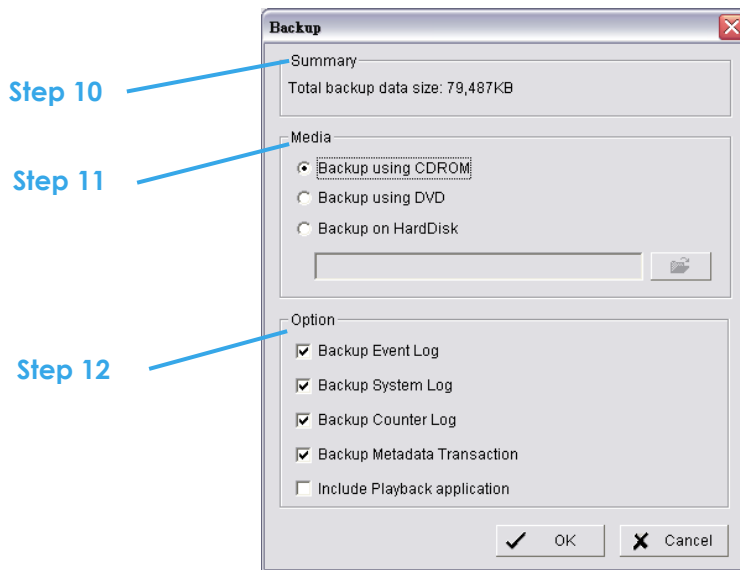 Backup
Summary
Step 10
Total backup data size: 79,487KB
Media
Step 11
Backup using CDROM
Backup using DVD
Backup on HardDisk
Option
Step 12
Backup Event Log
Backup System Log
Backup Counter Log
Backup Metadata Transaction
Include Playback application
OK
Cancel